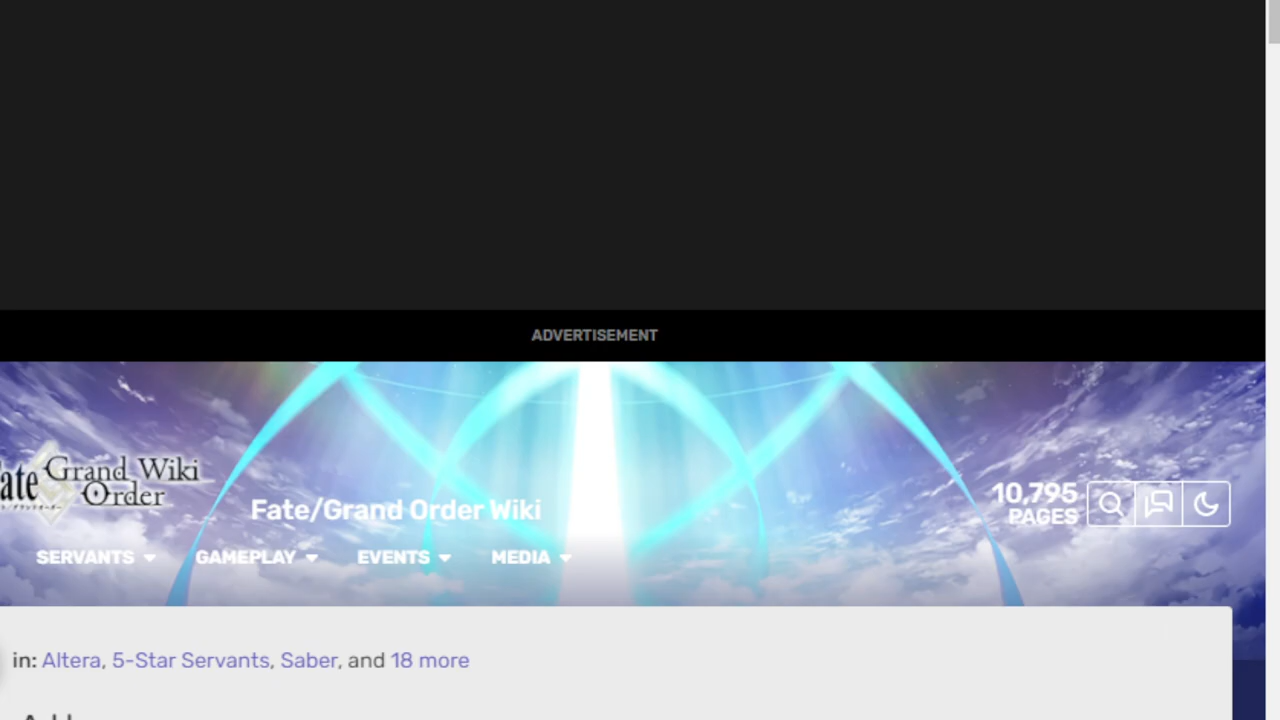 ADVERTISEMENT
Grand Wiki
Order
Fate/Grand Order Wiki
10,795
PAGES
SERVANTS GAMEPLAY EVENTS MEDIA
in: Altera, 5-Star Servants, Saber, and 18 more